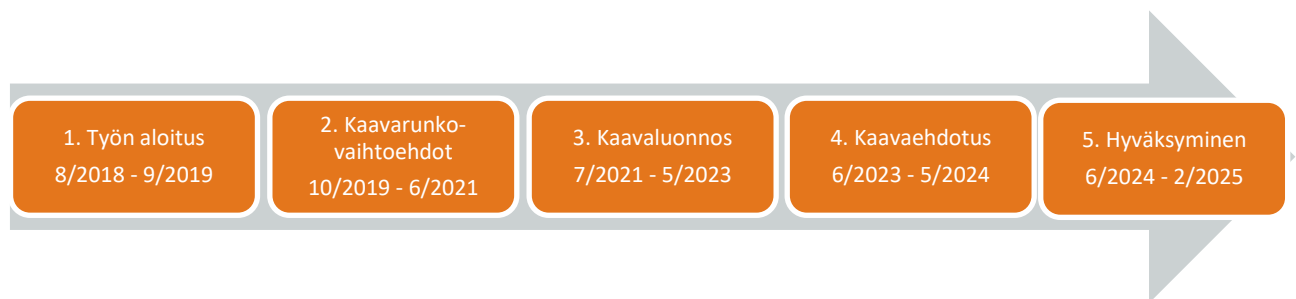 1. Työn aloitus
8/2018 - 9/2019
2. Kaavarunko-
vaihtoehdot
10/2019 - 6/2021
3. Kaavaluonnos
7/2021 - 5/2023
4. Kaavaehdotus
6/2023 - 5/2024
5. Hyväksyminen
6/2024 - 2/2025